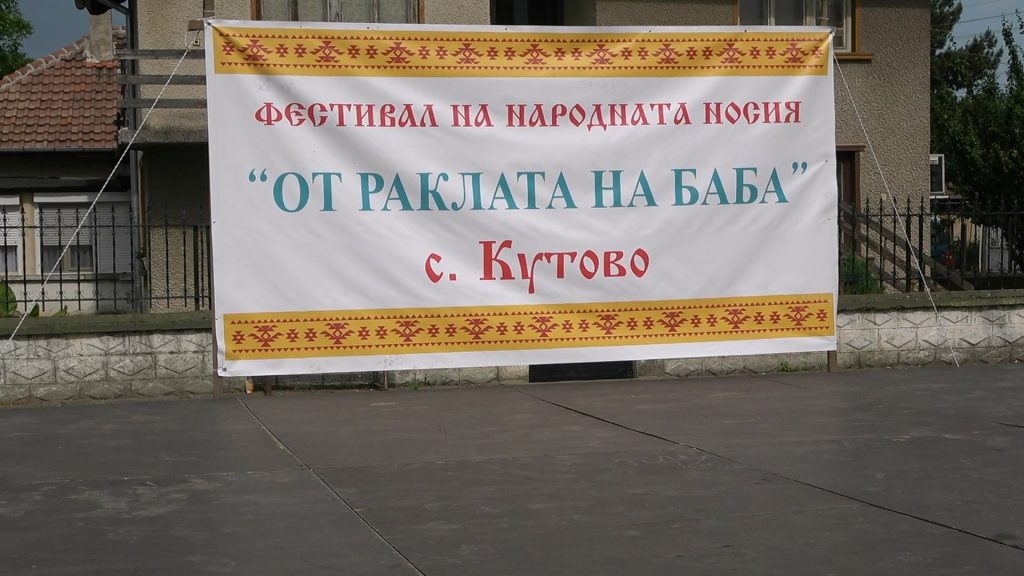 ФЕСТИВАЛ НА НАРОДНАТА НОСИЯ
“ОТ РАКЛАТА НА БАБА”
с. Кутово